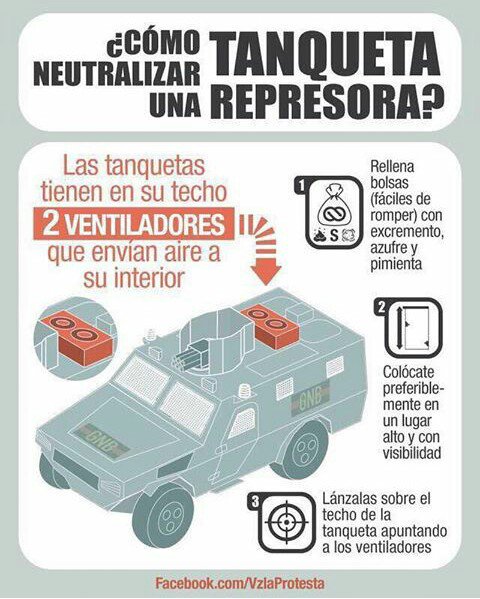 ¿CÓMO
NEUTRALIZAR
UNA
TANQUETA
REPRESORA?
Las tanquetas
tienen en su techo
2 VENTILADORES
que envían aire a
su interior
1
S
Rellena
bolsas
(fáciles de
romper) con
excremento,
azufre y
pimienta
2
Colócate
preferible-
mente en
un lugar
alto y con
visibilidad
GNB
GNB
3
Lánzalas sobre el
techo de la
tanqueta apuntando
a los ventiladores
Facebook.com/VzlaProtesta